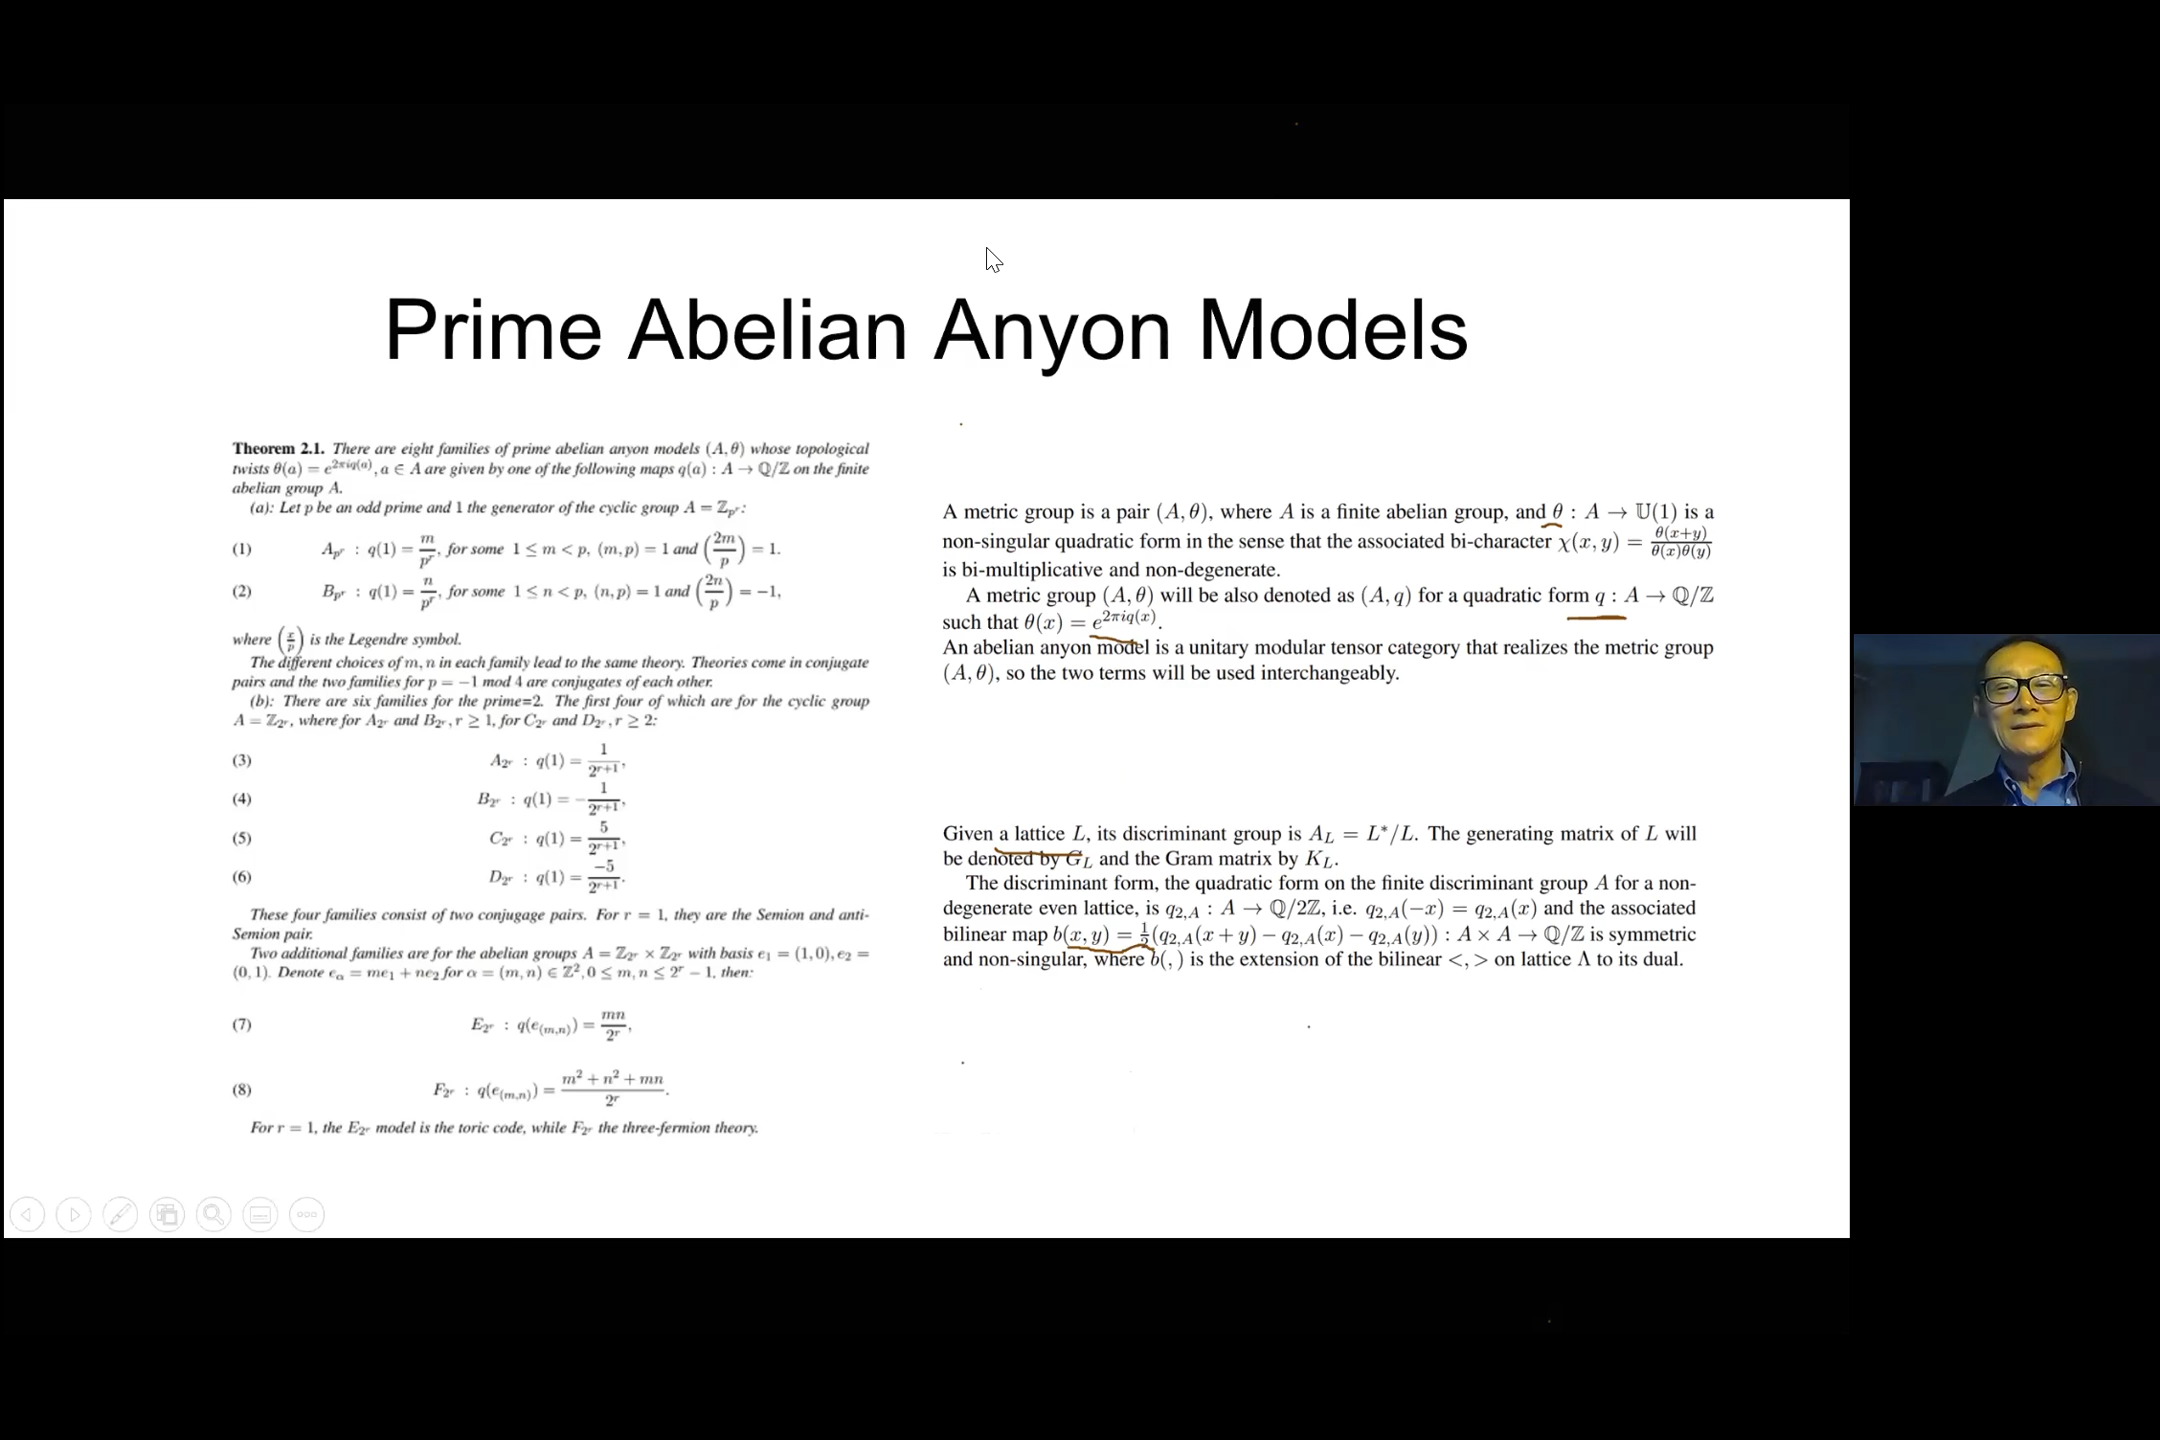 Prime Abelian Anyon Models
Theorem 2.1. There are eight families of prime abelian anyon models (A, θ) whose topological
twists θ(a) = e^{2πiq(a)}, a ∈ A are given by one of the following maps q(a) : A → ℚ/ℤ on the finite
abelian group A.
(a): Let p be an odd prime and 1 the generator of the cyclic group A = ℤ_{p^r}:
(1) A_{p^r} : q(1) = m/p^r, for some 1 ≤ m < p, (m, p) = 1 and (2m/p) = 1.
(2) B_{p^r} : q(1) = n/p^r, for some 1 ≤ n < p, (n, p) = 1 and (2n/p) = −1,
where (x/p) is the Legendre symbol.
The different choices of m, n in each family lead to the same theory. Theories come in conjugate
pairs and the two families for p = −1 mod 4 are conjugates of each other.
(b): There are six families for the prime=2. The first four of which are for the cyclic group
A = ℤ_{2^r}, where for A_{2^r} and B_{2^r}, r ≥ 1, for C_{2^r} and D_{2^r}, r ≥ 2:
(3) A_{2^r} : q(1) = 1/2^{r+1},
(4) B_{2^r} : q(1) = −1/2^{r+1},
(5) C_{2^r} : q(1) = 5/2^{r+1},
(6) D_{2^r} : q(1) = −5/2^{r+1}.
These four families consist of two conjugage pairs. For r = 1, they are the Semion and anti-
Semion pair.
Two additional families are for the abelian groups A = ℤ_{2^r} × ℤ_{2^r} with basis e₁ = (1, 0), e₂ =
(0, 1). Denote e_α = me₁ + ne₂ for α = (m, n) ∈ ℤ², 0 ≤ m, n ≤ 2^r − 1, then:
(7) E_{2^r} : q(e_{(m,n)}) = mn/2^r,
(8) F_{2^r} : q(e_{(m,n)}) = (m² + n² + mn)/2^r.
For r = 1, the E_{2^r} model is the toric code, while F_{2^r} the three-fermion theory.
A metric group is a pair (A, θ), where A is a finite abelian group, and θ : A → 𝕌(1) is a
non-singular quadratic form in the sense that the associated bi-character χ(x, y) = θ(x+y)/θ(x)θ(y)
is bi-multiplicative and non-degenerate.
A metric group (A, θ) will be also denoted as (A, q) for a quadratic form q : A → ℚ/ℤ
such that θ(x) = e^{2πiq(x)}.
An abelian anyon model is a unitary modular tensor category that realizes the metric group
(A, θ), so the two terms will be used interchangeably.
Given a lattice L, its discriminant group is A_L = L*/L. The generating matrix of L will
be denoted by G_L and the Gram matrix by K_L.
The discriminant form, the quadratic form on the finite discriminant group A for a non-
degenerate even lattice, is q_{2,A} : A → ℚ/2ℤ, i.e. q_{2,A}(−x) = q_{2,A}(x) and the associated
bilinear map b(x, y) = ½(q_{2,A}(x + y) − q_{2,A}(x) − q_{2,A}(y)) : A × A → ℚ/ℤ is symmetric
and non-singular, where b(, ) is the extension of the bilinear <, > on lattice Λ to its dual.